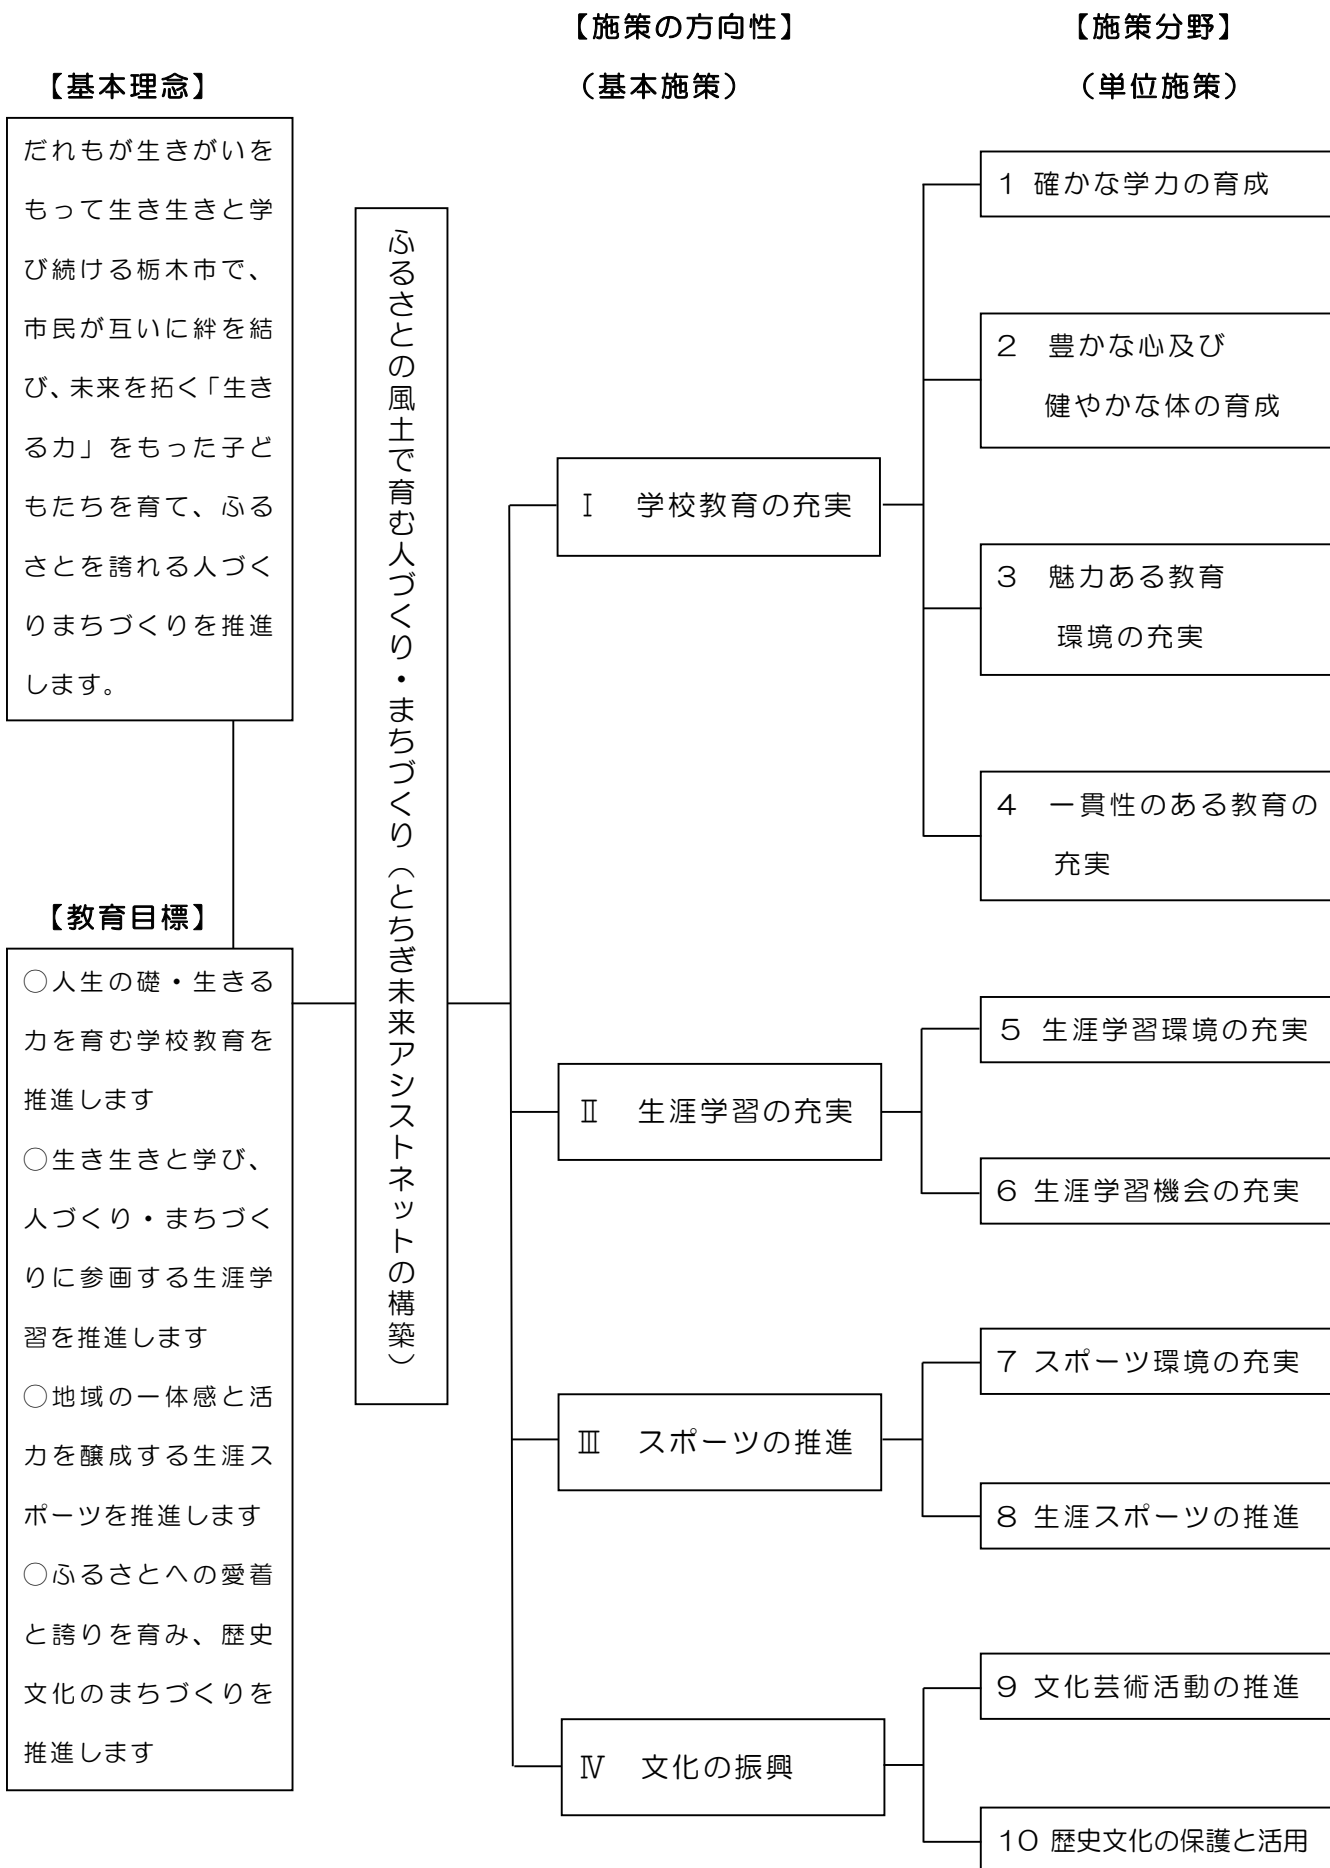 【施策の方向性】
（基本施策）
【施策分野】
（単位施策）
【基本理念】
だれもが生きがいを
もって生き生きと学
び続ける栃木市で、
市民が互いに絆を結
び、未来を拓く「生き
る力」をもった子ど
もたちを育て、ふる
さとを誇れる人づく
りまちづくりを推進
します。
【教育目標】
○人生の礎・生きる
力を育む学校教育を
推進します
○生き生きと学び、
人づくり・まちづく
りに参画する生涯学
習を推進します
○地域の一体感と活
力を醸成する生涯ス
ポーツを推進します
○ふるさとへの愛着
と誇りを育み、歴史
文化のまちづくりを
推進します
ふるさとの風土で育む人づくり・まちづくり（とちぎ未来アシストネットの構築）
Ⅰ　学校教育の充実
1 確かな学力の育成
2　豊かな心及び
健やかな体の育成
3　魅力ある教育
環境の充実
4　一貫性のある教育の
充実
Ⅱ　生涯学習の充実
5 生涯学習環境の充実
6 生涯学習機会の充実
Ⅲ　スポーツの推進
7 スポーツ環境の充実
8 生涯スポーツの推進
Ⅳ　文化の振興
9 文化芸術活動の推進
10 歴史文化の保護と活用